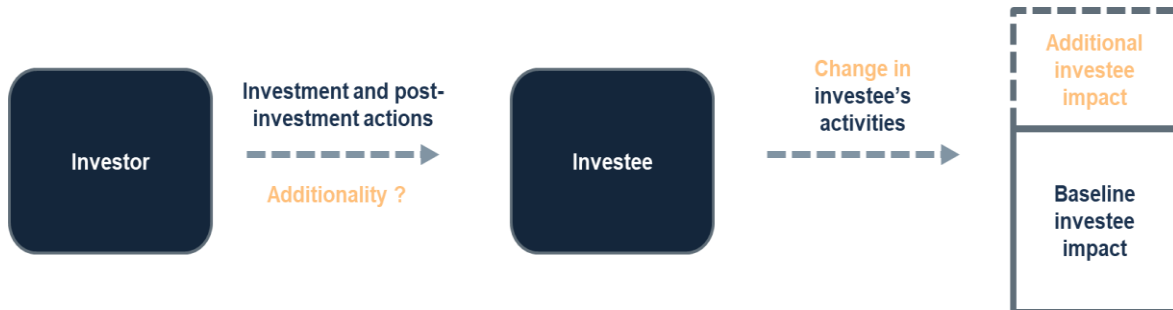 Investor
Investment and post-
investment actions
Additionality ?
Investee
Change in
investee's
activities
Additional
investee
impact
Baseline
investee
impact